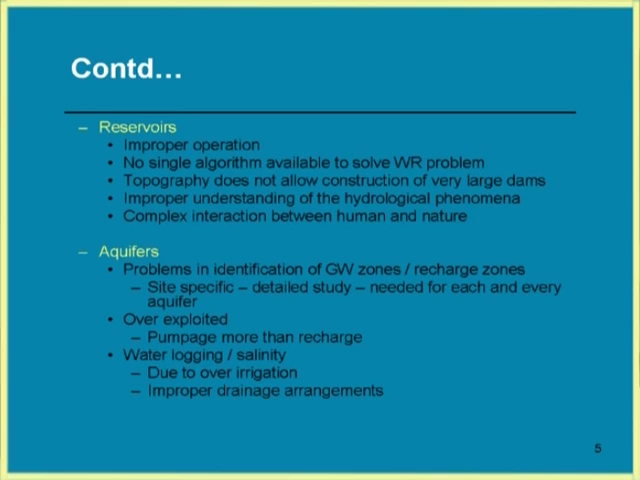 Contd...
– Reservoirs
• Improper operation
• No single algorithm available to solve WR problem
• Topography does not allow construction of very large dams
• Improper understanding of the hydrological phenomena
• Complex interaction between human and nature
– Aquifers
• Problems in identification of GW zones / recharge zones
– Site specific – detailed study – needed for each and every
aquifer
• Over exploited
– Pumpage more than recharge
• Water logging / salinity
– Due to over irrigation
– Improper drainage arrangements
5